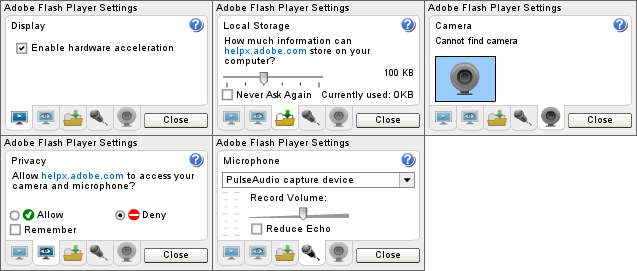 Adobe Flash Player Settings
Display
Enable hardware acceleration
Close
Adobe Flash Player Settings
Local Storage
How much information can
helpx.adobe.com store on your
computer?
100 KB
Never Ask Again Currently used: 0KB
Close
Adobe Flash Player Settings
Camera
Cannot find camera
Close
Adobe Flash Player Settings
Privacy
Allow helpx.adobe.com to access your
camera and microphone?
Allow Deny
Remember
Close
Adobe Flash Player Settings
Microphone
PulseAudio capture device
Record Volume:
Reduce Echo
Close